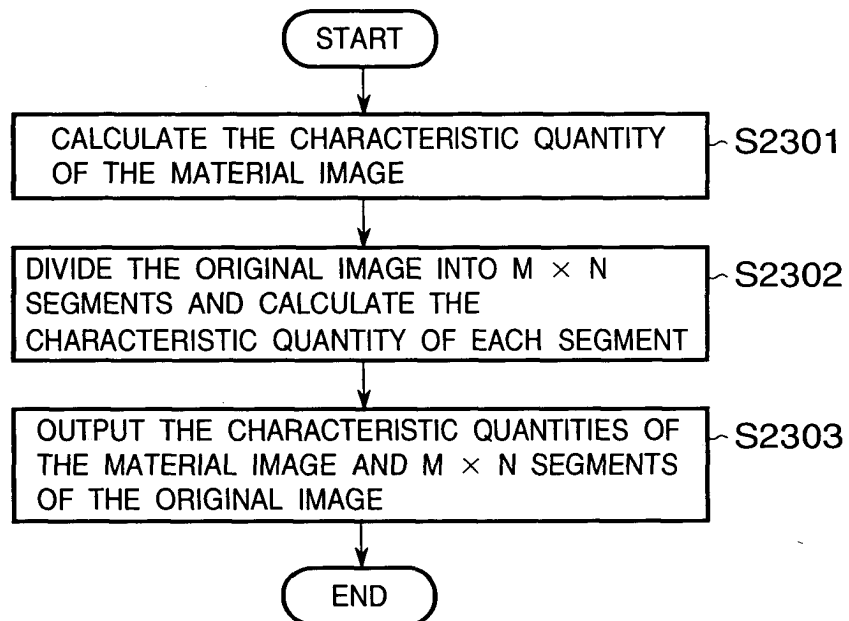 START
CALCULATE THE CHARACTERISTIC QUANTITY
OF THE MATERIAL IMAGE
S2301
DIVIDE THE ORIGINAL IMAGE INTO M × N
SEGMENTS AND CALCULATE THE
CHARACTERISTIC QUANTITY OF EACH SEGMENT
S2302
OUTPUT THE CHARACTERISTIC QUANTITIES OF
THE MATERIAL IMAGE AND M × N SEGMENTS
OF THE ORIGINAL IMAGE
S2303
END